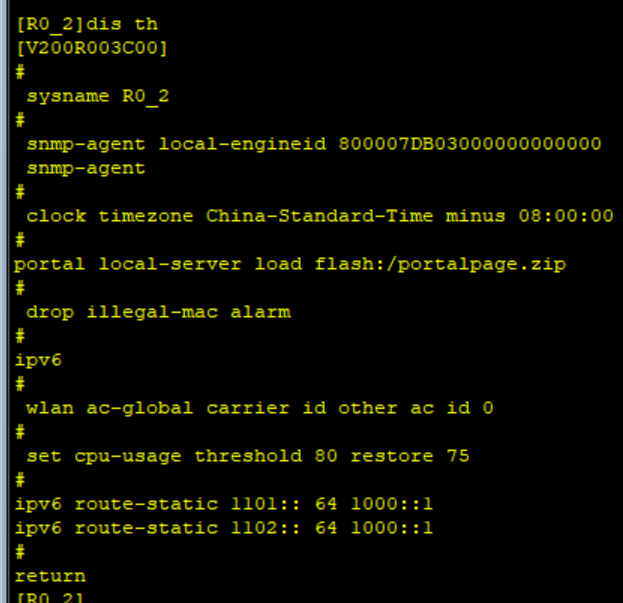 [R0_2]dis th
[V200R003C00]
#
sysname R0_2
#
snmp-agent local-engineid 800007DB03000000000000
snmp-agent
#
clock timezone China-Standard-Time minus 08:00:00
#
portal local-server load flash:/portalpage.zip
#
drop illegal-mac alarm
#
ipv6
#
wlan ac-global carrier id other ac id 0
#
set cpu-usage threshold 80 restore 75
#
ipv6 route-static 1101:: 64 1000::1
ipv6 route-static 1102:: 64 1000::1
#
return
[R0_2]